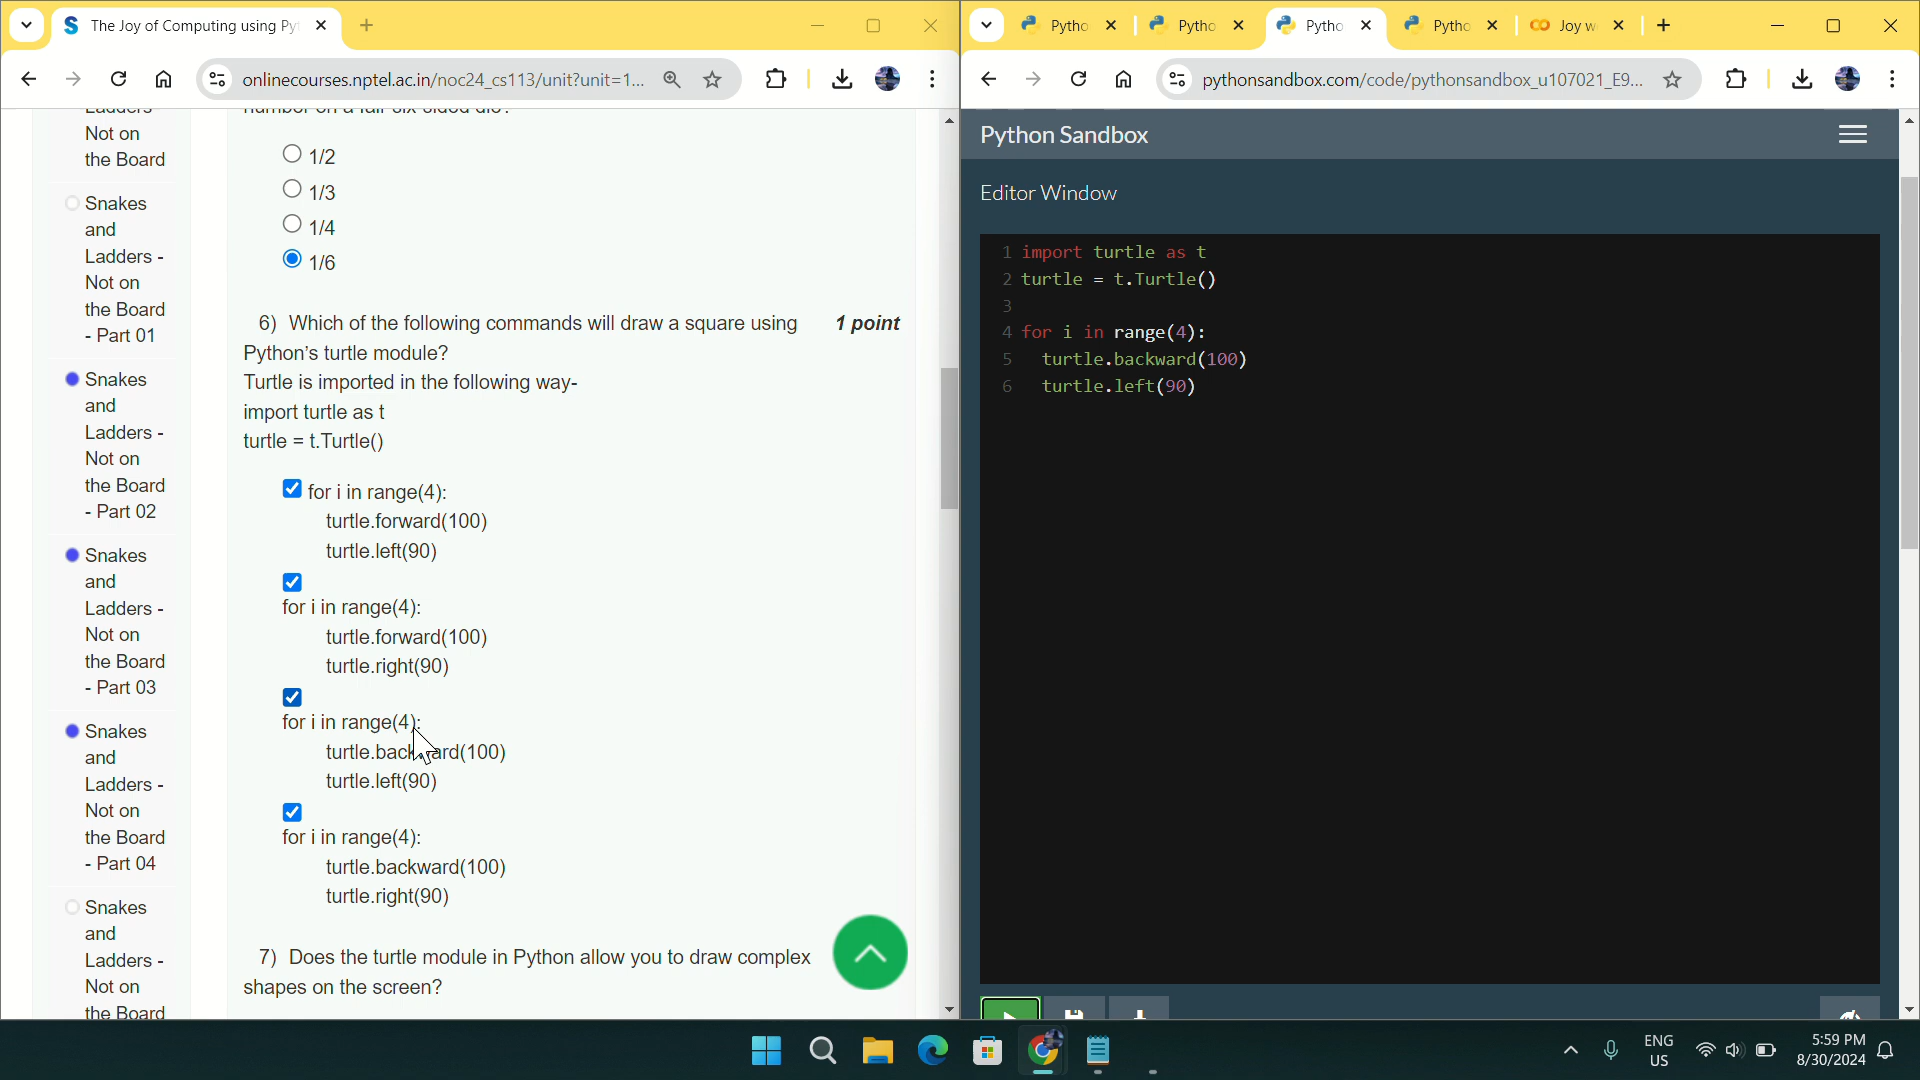 The Joy of Computing using Py
onlinecourses.nptel.ac.in/noc24_cs113/unit?unit=1...
Ladders -
Not on
the Board
Snakes
and
Ladders -
Not on
the Board
- Part 01
Snakes
and
Ladders -
Not on
the Board
- Part 02
Snakes
and
Ladders -
Not on
the Board
- Part 03
Snakes
and
Ladders -
Not on
the Board
- Part 04
Snakes
and
Ladders -
Not on
the Board
number on a fair six-sided die?
1/2
1/3
1/4
1/6
6) Which of the following commands will draw a square using 1 point
Python’s turtle module?
Turtle is imported in the following way-
import turtle as t
turtle = t.Turtle()
for i in range(4):
turtle.forward(100)
turtle.left(90)
for i in range(4):
turtle.forward(100)
turtle.right(90)
for i in range(4):
turtle.backward(100)
turtle.left(90)
for i in range(4):
turtle.backward(100)
turtle.right(90)
7) Does the turtle module in Python allow you to draw complex
shapes on the screen?
Pytho Pytho Pytho Pytho Joy w
pythonsandbox.com/code/pythonsandbox_u107021_E9...
Python Sandbox
Editor Window
1 import turtle as t
2 turtle = t.Turtle()
3
4 for i in range(4):
5 turtle.backward(100)
6 turtle.left(90)
ENG
US
5:59 PM
8/30/2024